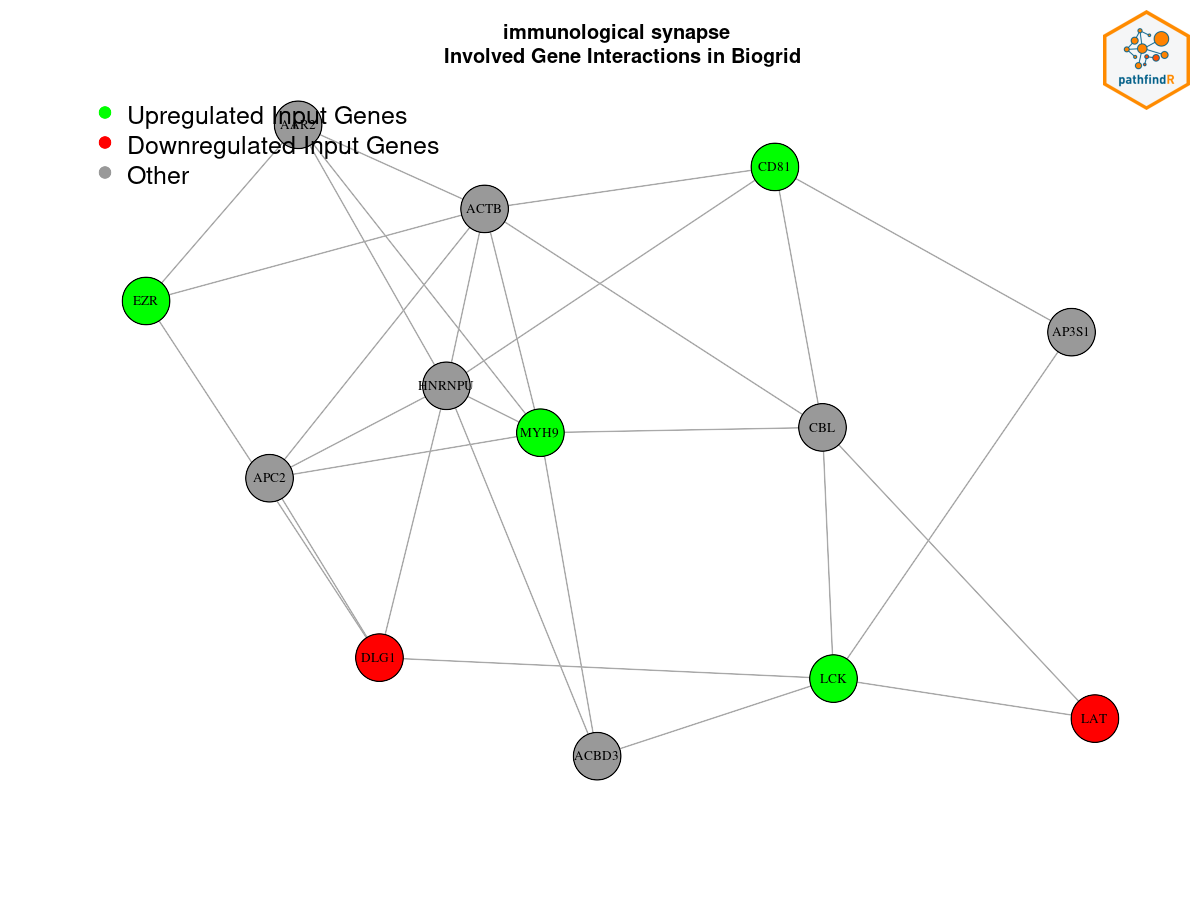 immunological synapse
Involved Gene Interactions in Biogrid
pathfindR
Upregulated Input Genes
Downregulated Input Genes
Other
AAR2
CD81
ACTB
EZR
AP3S1
HNRNPU
CBL
MYH9
APC2
DLG1
LCK
LAT
ACBD3